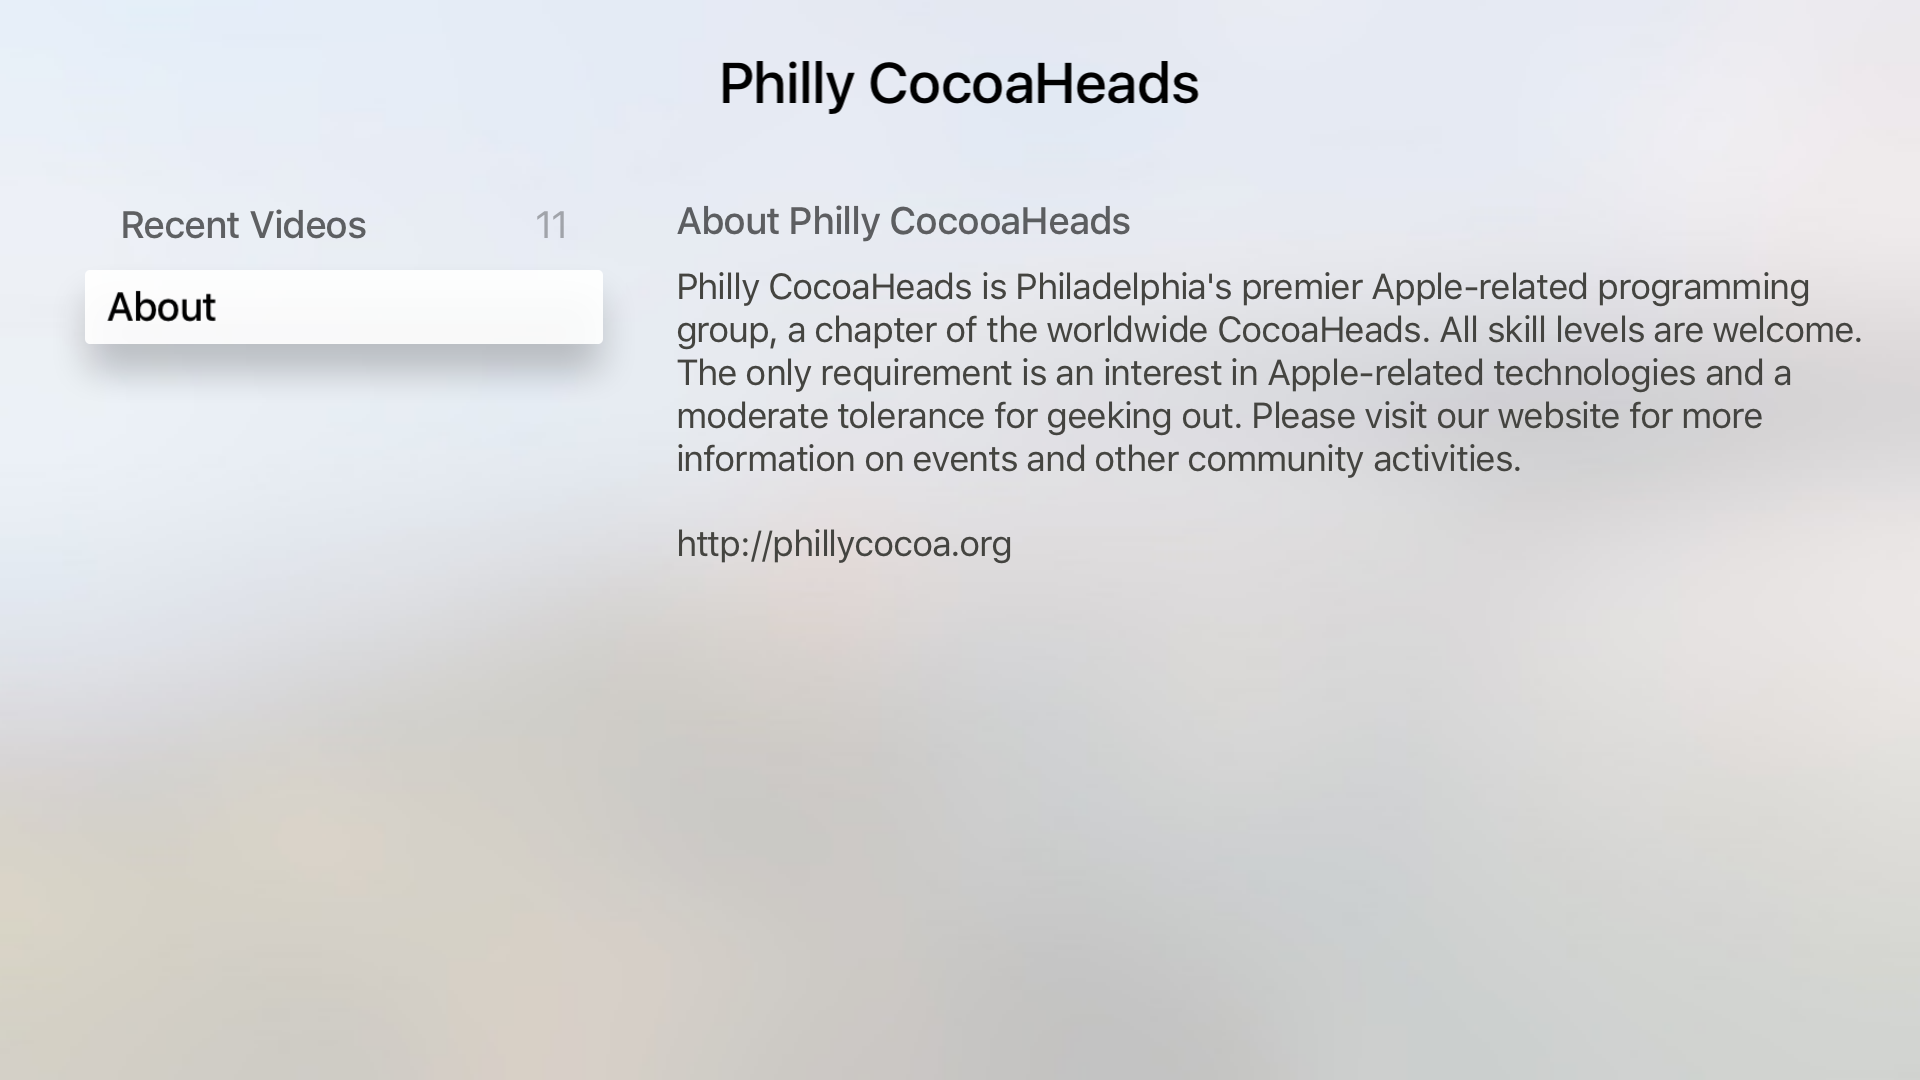 Philly CocoaHeads
Recent Videos 11
About
About Philly CocooaHeads
Philly CocoaHeads is Philadelphia's premier Apple-related programming
group, a chapter of the worldwide CocoaHeads. All skill levels are welcome.
The only requirement is an interest in Apple-related technologies and a
moderate tolerance for geeking out. Please visit our website for more
information on events and other community activities.
http://phillycocoa.org